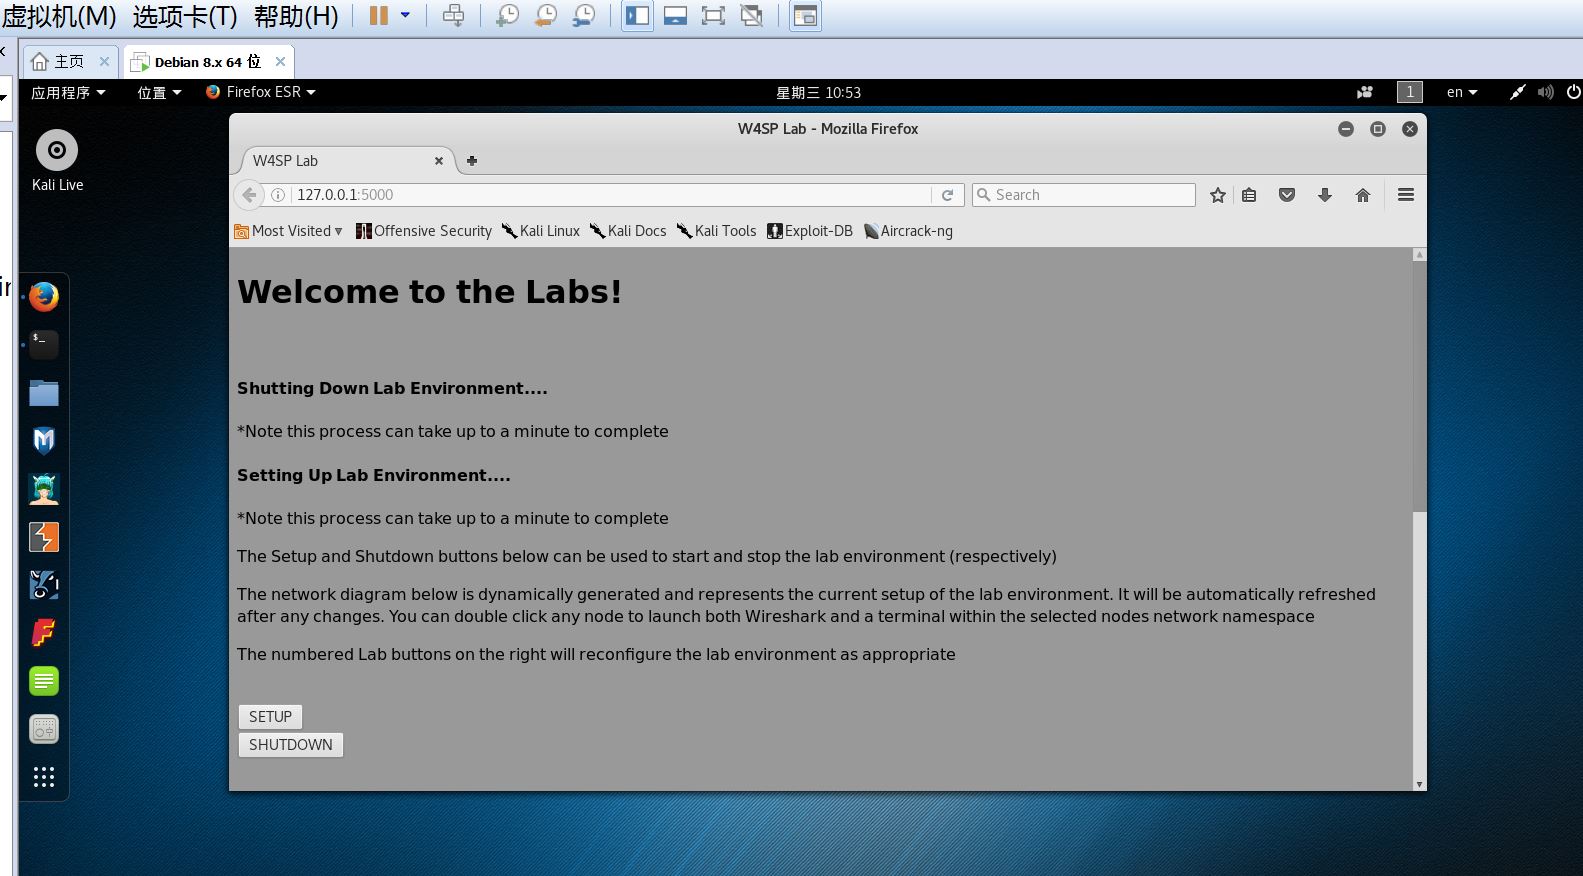 虚拟机(M) 选项卡(T) 帮助(H)
主页 Debian 8.x 64 位
应用程序 位置 Firefox ESR 星期三 10:53 1 en
Kali Live
W4SP Lab - Mozilla Firefox
W4SP Lab
127.0.0.1:5000 Search
Most Visited Offensive Security Kali Linux Kali Docs Kali Tools Exploit-DB Aircrack-ng
Welcome to the Labs!
Shutting Down Lab Environment....
*Note this process can take up to a minute to complete
Setting Up Lab Environment....
*Note this process can take up to a minute to complete
The Setup and Shutdown buttons below can be used to start and stop the lab environment (respectively)
The network diagram below is dynamically generated and represents the current setup of the lab environment. It will be automatically refreshed
after any changes. You can double click any node to launch both Wireshark and a terminal within the selected nodes network namespace
The numbered Lab buttons on the right will reconfigure the lab environment as appropriate
SETUP
SHUTDOWN